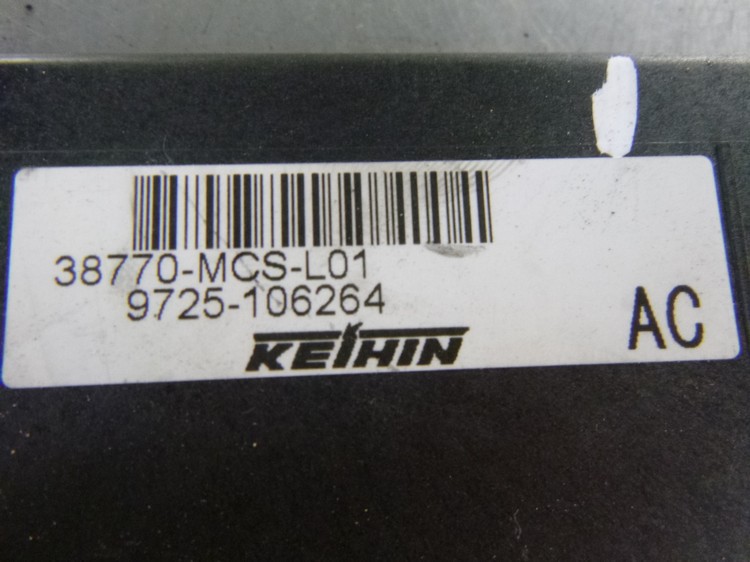 38770-MCS-L01
9725-106264
KEIHIN
AC